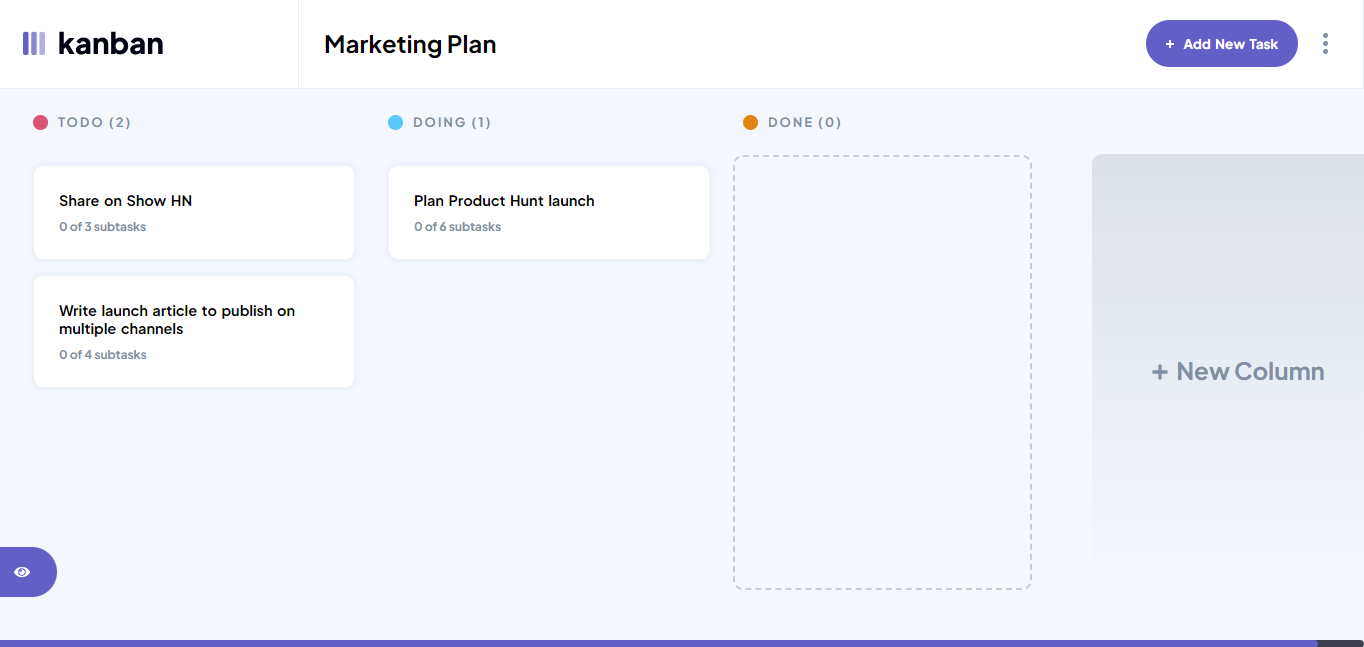 kanban
Marketing Plan
+ Add New Task
TODO (2)
DOING (1)
DONE (0)
Share on Show HN
0 of 3 subtasks
Write launch article to publish on
multiple channels
0 of 4 subtasks
Plan Product Hunt launch
0 of 6 subtasks
+ New Column